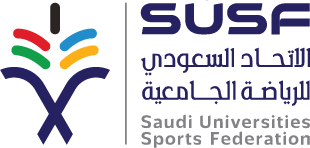 SUSF
الاتحاد السعودي
للرياضة الجامعية
Saudi Universities
Sports Federation